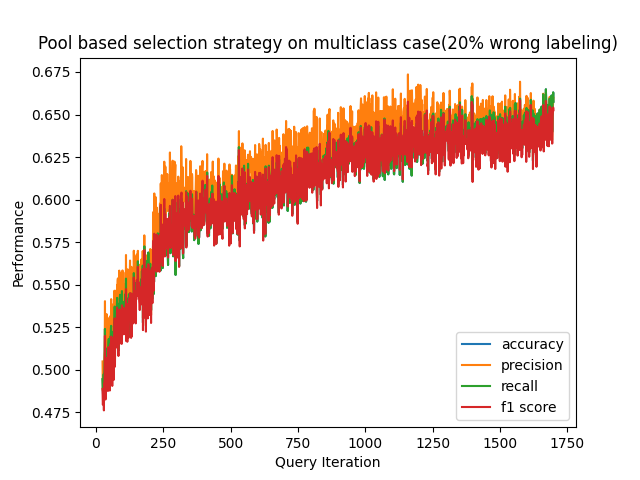 Pool based selection strategy on multiclass case(20% wrong labeling)
0.675
0.650
0.625
0.600
0.575
0.550
0.525
0.500
0.475
Performance
accuracy
precision
recall
f1 score
0
250
500
750
1000
1250
1500
1750
Query Iteration